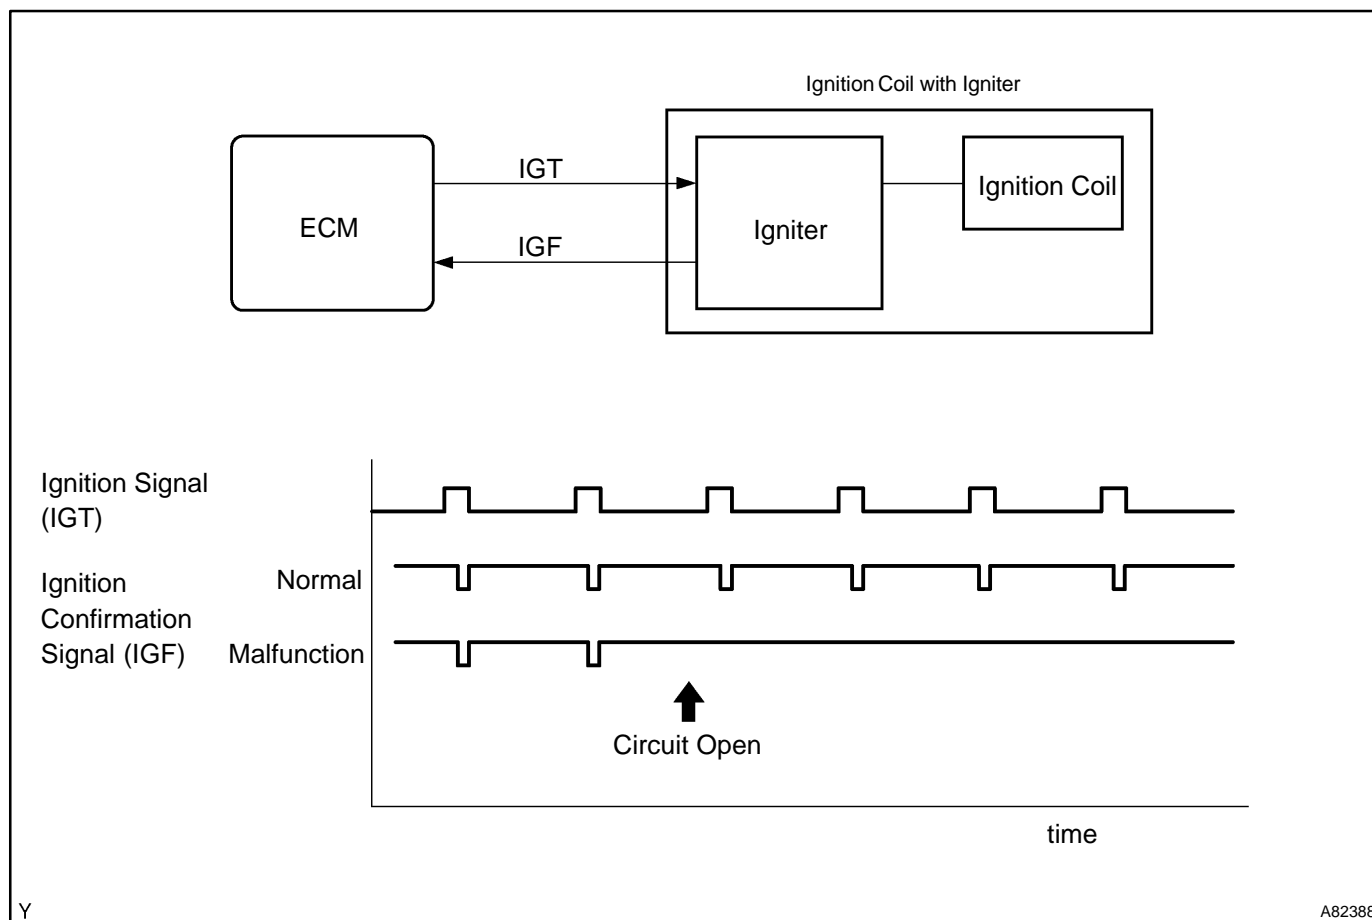 Ignition Coil with Igniter
ECM
IGT
IGF
Igniter
Ignition Coil
Ignition Signal
(IGT)
Ignition
Confirmation
Signal (IGF)
Normal
Malfunction
Circuit Open
time
Y
A82388